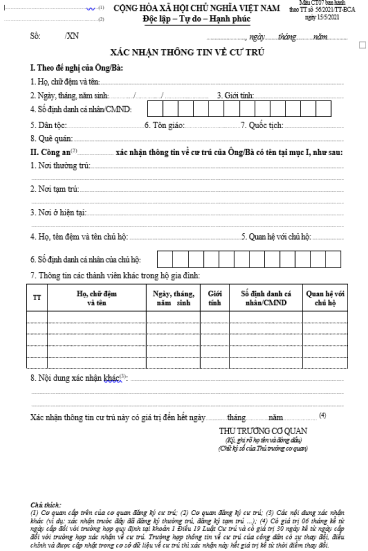 (1)
CỘNG HÒA XÃ HỘI CHỦ NGHĨA VIỆT NAM
Mẫu CT07 ban hành
(2)
Độc lập – Tự do – Hạnh phúc
theo TT số 56/2021/TT-BCA
ngày 15/5/2021
Số: /XN
, ngày tháng năm
XÁC NHẬN THÔNG TIN VỀ CƯ TRÚ
I. Theo đề nghị của Ông/Bà:
1. Họ, chữ đệm và tên:
2. Ngày, tháng, năm sinh: / / 3. Giới tính:
4. Số định danh cá nhân/CMND:
5. Dân tộc: 6. Tôn giáo: 7. Quốc tịch:
8. Quê quán:
II. Công an(2) xác nhận thông tin về cư trú của Ông/Bà có tên tại mục I, như sau:
1. Nơi thường trú:
2. Nơi tạm trú:
3. Nơi ở hiện tại:
4. Họ, tên đệm và tên chủ hộ: 5. Quan hệ với chủ hộ:
6. Số định danh cá nhân của chủ hộ:
7. Thông tin các thành viên khác trong hộ gia đình:
TT
Họ, chữ đệm và tên
Ngày, tháng, năm sinh
Giới tính
Số định danh cá nhân/CMND
Quan hệ với chủ hộ
8. Nội dung xác nhận khác(3):
Xác nhận thông tin cư trú này có giá trị đến hết ngày tháng năm (4)
THỦ TRƯỞNG CƠ QUAN
(Ký, ghi rõ họ tên và đóng dấu)
(Chữ ký số của Thủ trưởng cơ quan)
Chú thích:
(1) Cơ quan cấp trên của cơ quan đăng ký cư trú; (2) Cơ quan đăng ký cư trú; (3) Các nội dung xác nhận
khác (ví dụ: xác nhận trước đây đã đăng ký thường trú, đăng ký tạm trú ...); (4) Có giá trị 06 tháng kể từ
ngày cấp đối với trường hợp quy định tại khoản 1 Điều 19 Luật Cư trú và có giá trị 30 ngày kể từ ngày cấp
đối với trường hợp xác nhận về cư trú. Trường hợp thông tin về cư trú của công dân có sự thay đổi, điều
chỉnh và được cập nhật trong cơ sở dữ liệu về cư trú thì xác nhận này hết giá trị kể từ thời điểm thay đổi.